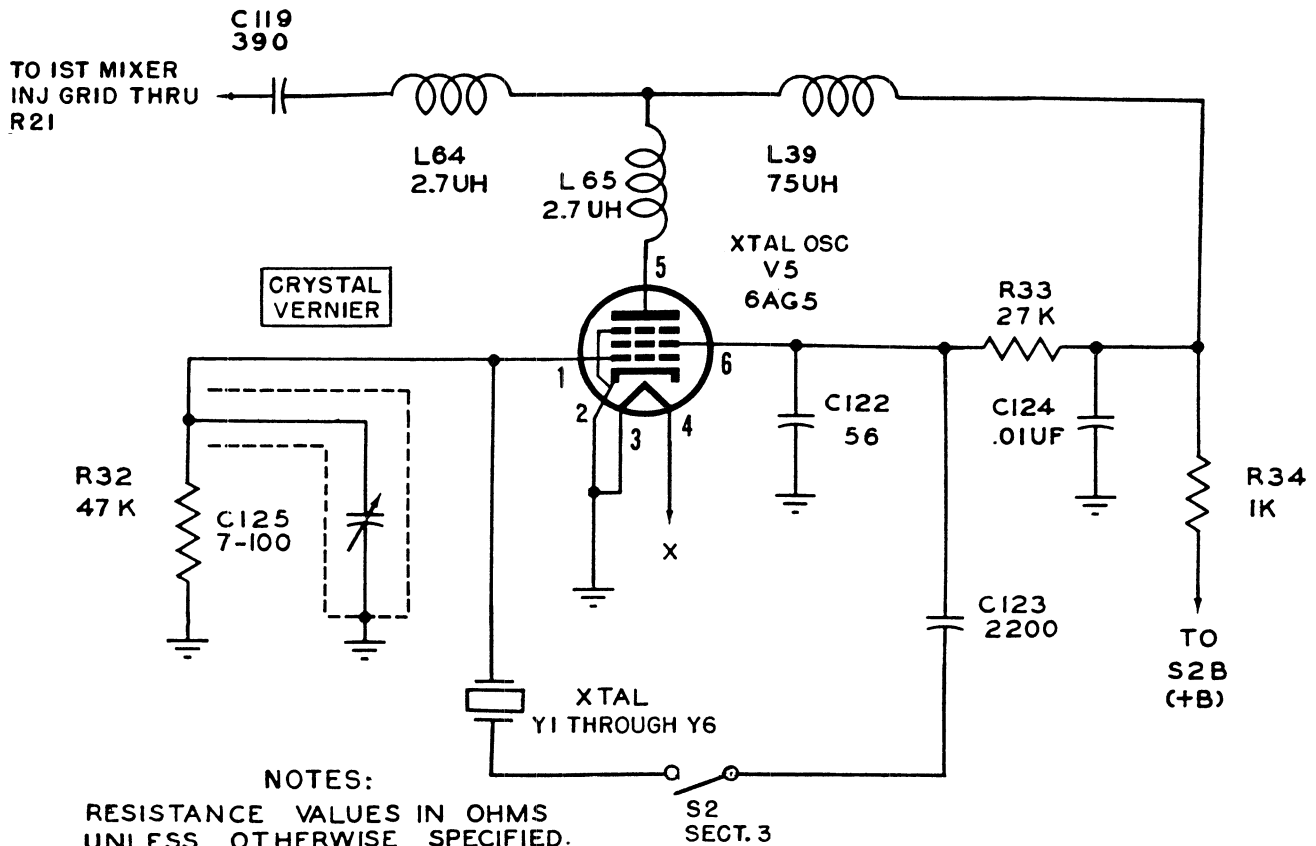 C119
390
TO 1ST MIXER
INJ GRID THRU
R21
L64
2.7UH
L65
2.7UH
L39
75UH
XTAL OSC
V5
6AG5
CRYSTAL
VERNIER
5
1
2
3
4
6
R33
27K
C122
56
C124
.01UF
R32
47K
C125
7-100
R34
1K
X
C123
2200
TO
S2B
(+B)
XTAL
Y1 THROUGH Y6
S2
SECT. 3
NOTES:
RESISTANCE VALUES IN OHMS
UNLESS OTHERWISE SPECIFIED.